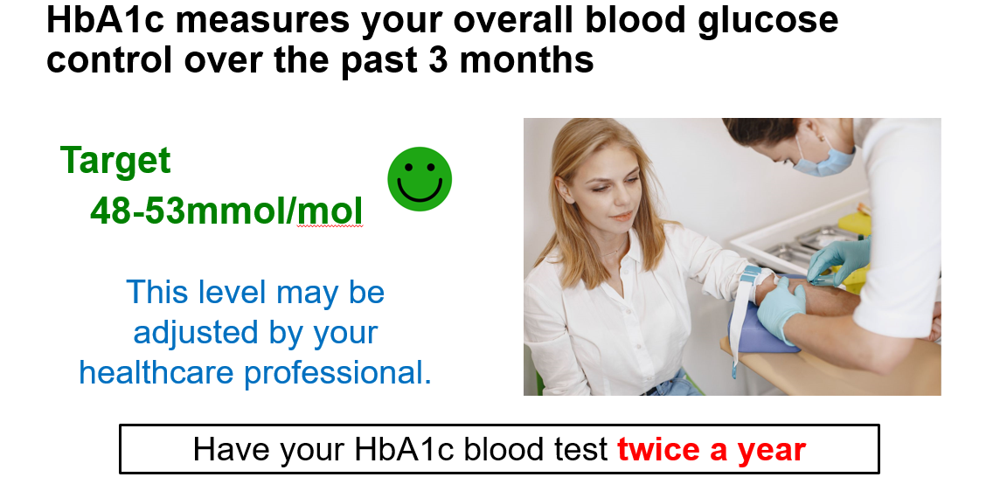 HbA1c measures your overall blood glucose
control over the past 3 months
Target
48-53mmol/mol
This level may be
adjusted by your
healthcare professional.
Have your HbA1c blood test twice a year